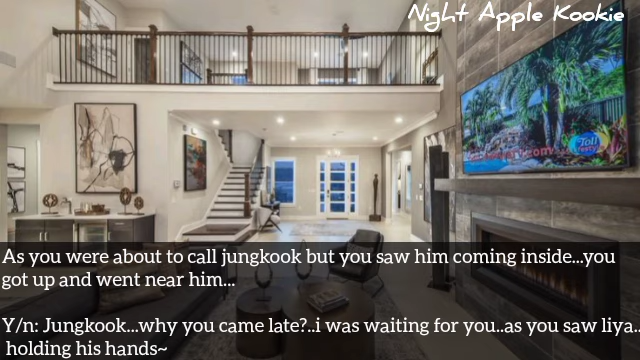 Night Apple Kookie
Toll
As you were about to call jungkook but you saw him coming inside...you
got up and went near him...
Y/n: Jungkook...why you came late?..i was waiting for you..as you saw liya..
holding his hands~